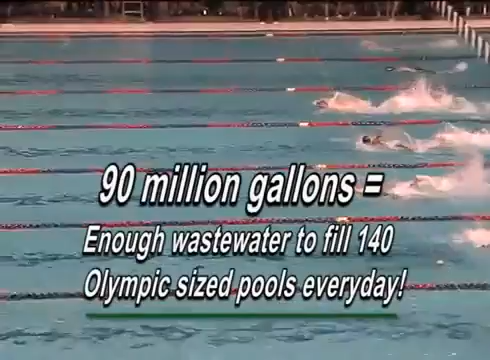 90 million gallons =
Enough wastewater to fill 140
Olympic sized pools everyday!